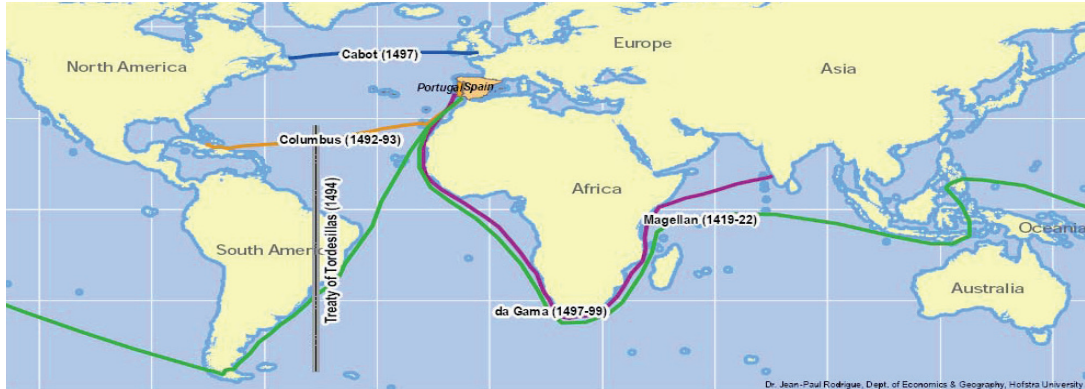 Cabot (1497)
Europe
North America
Asia
Portugal
Spain
Columbus (1492-93)
Africa
Treaty of Tordesillas (1494)
Magellan (1419-22)
South Amer
Oceania
Australia
da Gama (1497-99)
Dr. Jean-Paul Rodrigue, Dept. of Economics & Geography, Hofstra University